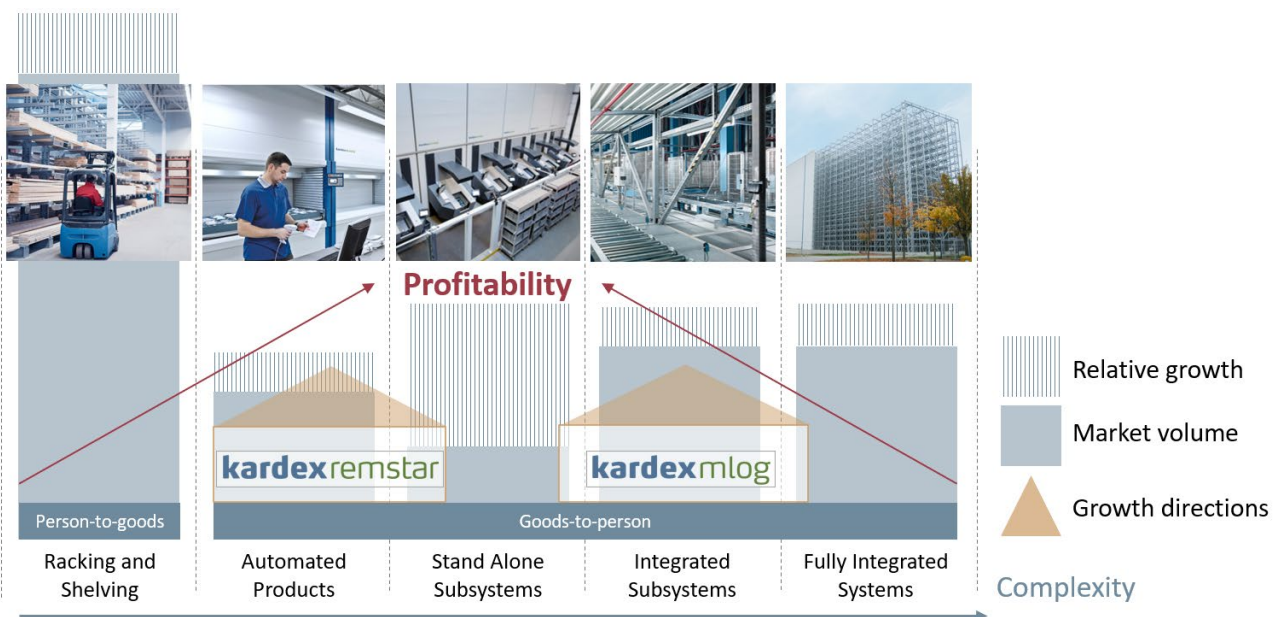 Profitability
kardexremstar
kardexmlog
Person-to-goods
Goods-to-person
Racking and
Shelving
Automated
Products
Stand Alone
Subsystems
Integrated
Subsystems
Fully Integrated
Systems
Relative growth
Market volume
Growth directions
Complexity